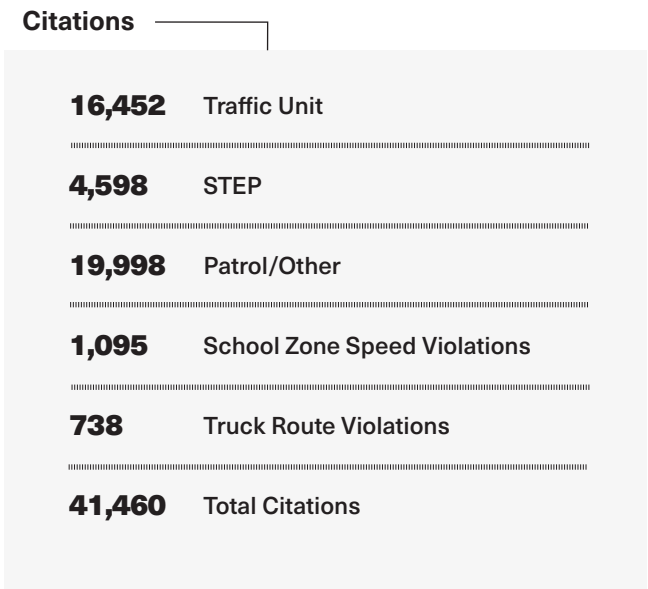 Citations
16,452 Traffic Unit
4,598 STEP
19,998 Patrol/Other
1,095 School Zone Speed Violations
738 Truck Route Violations
41,460 Total Citations